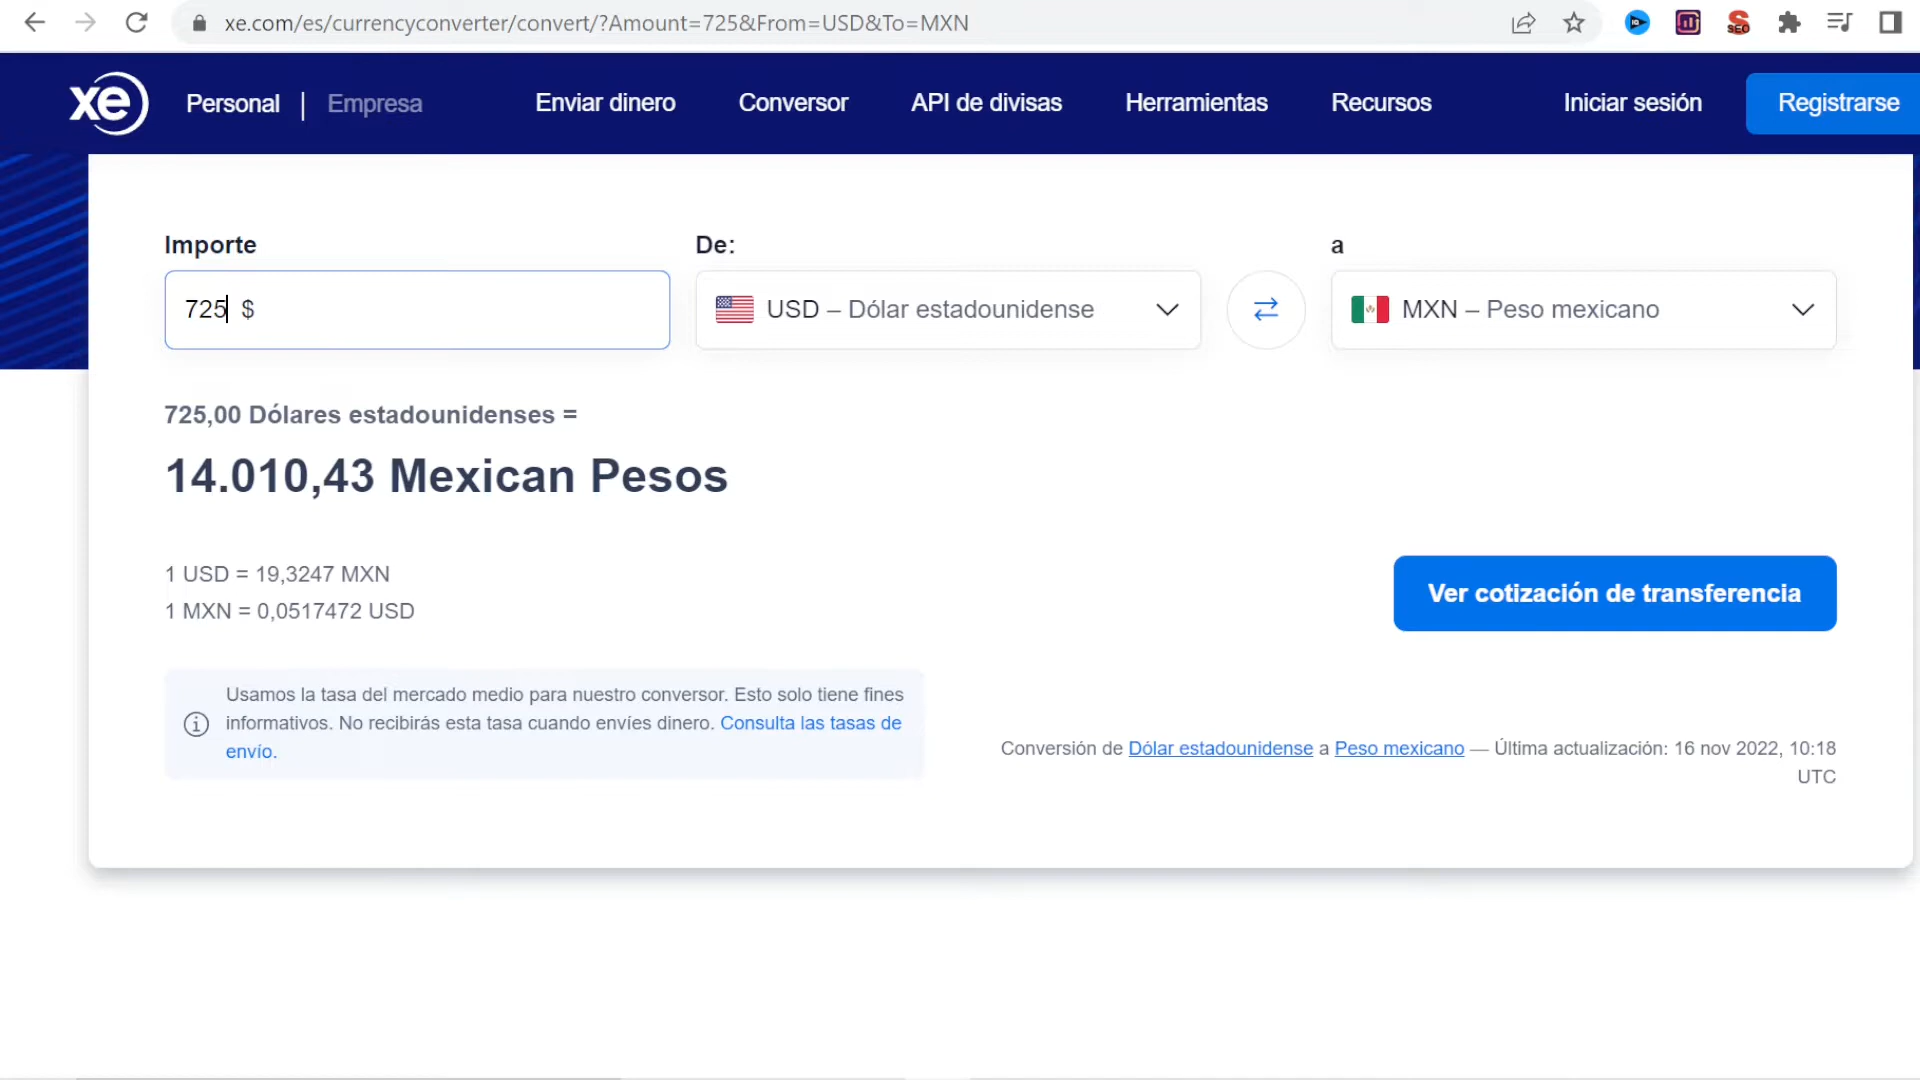 xe.com/es/currencyconverter/convert/?Amount=725&From=USD&To=MXN
SEO
xe Personal | Empresa Enviar dinero Conversor API de divisas Herramientas Recursos Iniciar sesión Registrarse
Importe De: a
725 $ USD – Dólar estadounidense MXN – Peso mexicano
725,00 Dólares estadounidenses =
14.010,43 Mexican Pesos
1 USD = 19,3247 MXN
1 MXN = 0,0517472 USD
Ver cotización de transferencia
Usamos la tasa del mercado medio para nuestro conversor. Esto solo tiene fines
informativos. No recibirás esta tasa cuando envíes dinero. Consulta las tasas de
envío.
Conversión de Dólar estadounidense a Peso mexicano — Última actualización: 16 nov 2022, 10:18
UTC